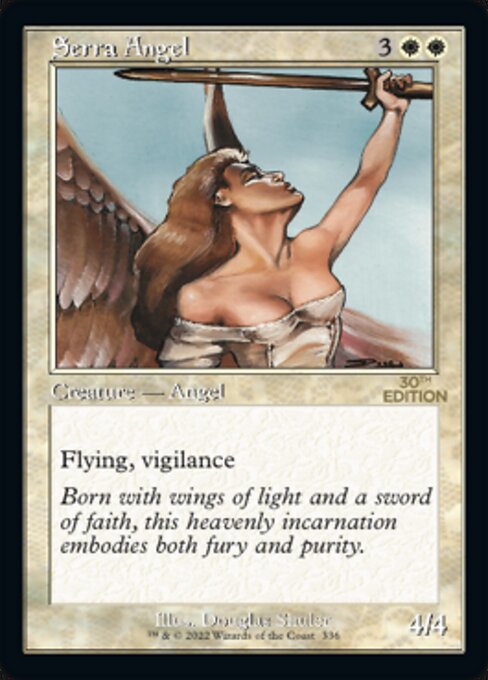 Serra Angel 3
Creature — Angel
30TH
EDITION
Flying, vigilance
Born with wings of light and a sword
of faith, this heavenly incarnation
embodies both fury and purity.
Illus. Douglas Shuler
™ & © 2022 Wizards of the Coast 336
4/4